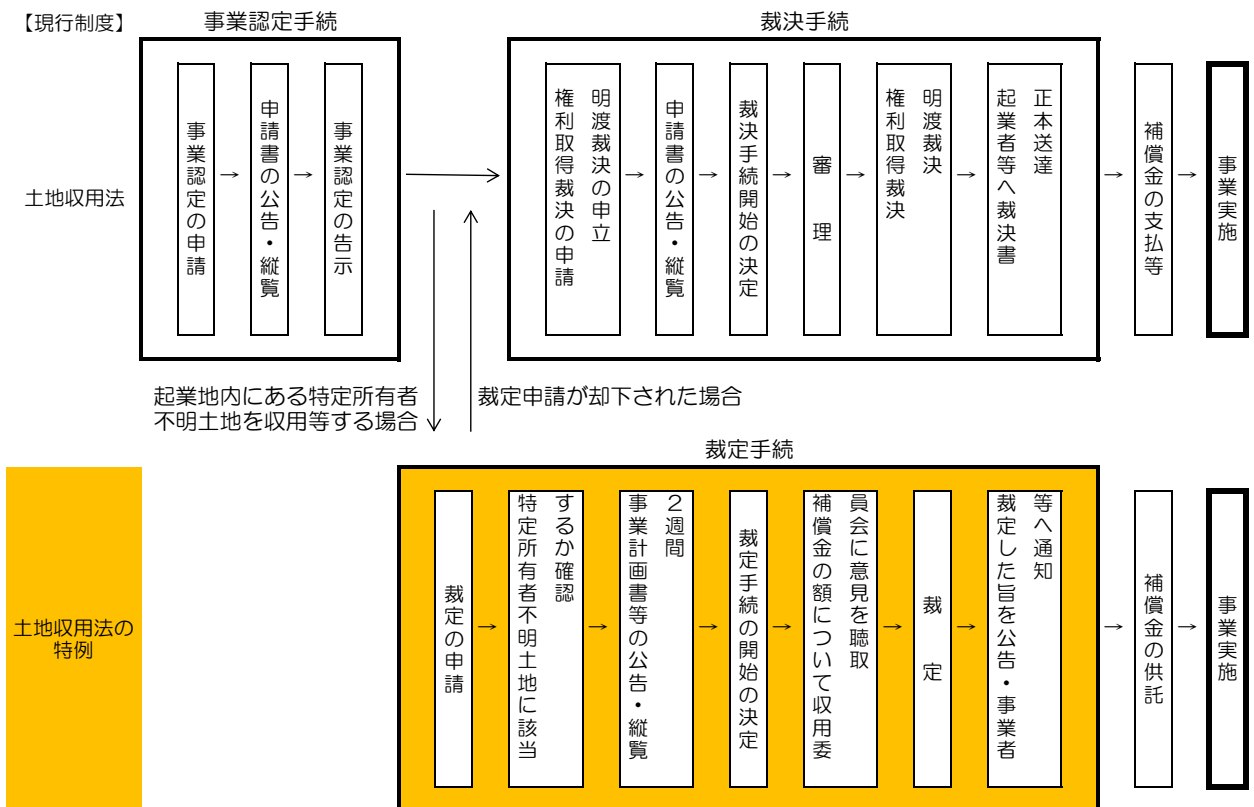 【現行制度】
事業認定手続
裁決手続
土地収用法
事業認定の申請
→
申請書の公告・縦覧
→
事業認定の告示
権利取得裁決の申請
明渡裁決の申立
→
申請書の公告・縦覧
→
裁決手続開始の決定
→
審理
→
権利取得裁決
明渡裁決
→
起業者等へ裁決書
正本送達
→
補償金の支払等
→
事業実施
起業地内にある特定所有者
不明土地を収用等する場合
裁定申請が却下された場合
裁定手続
土地収用法の
特例
裁定の申請
→
特定所有者不明土地に該当
するか確認
→
事業計画書等の公告・縦覧
２週間
→
裁定手続の開始の決定
→
補償金の額について収用委
員会に意見を聴取
→
裁定
→
裁定した旨を公告・事業者
等へ通知
→
補償金の供託
→
事業実施